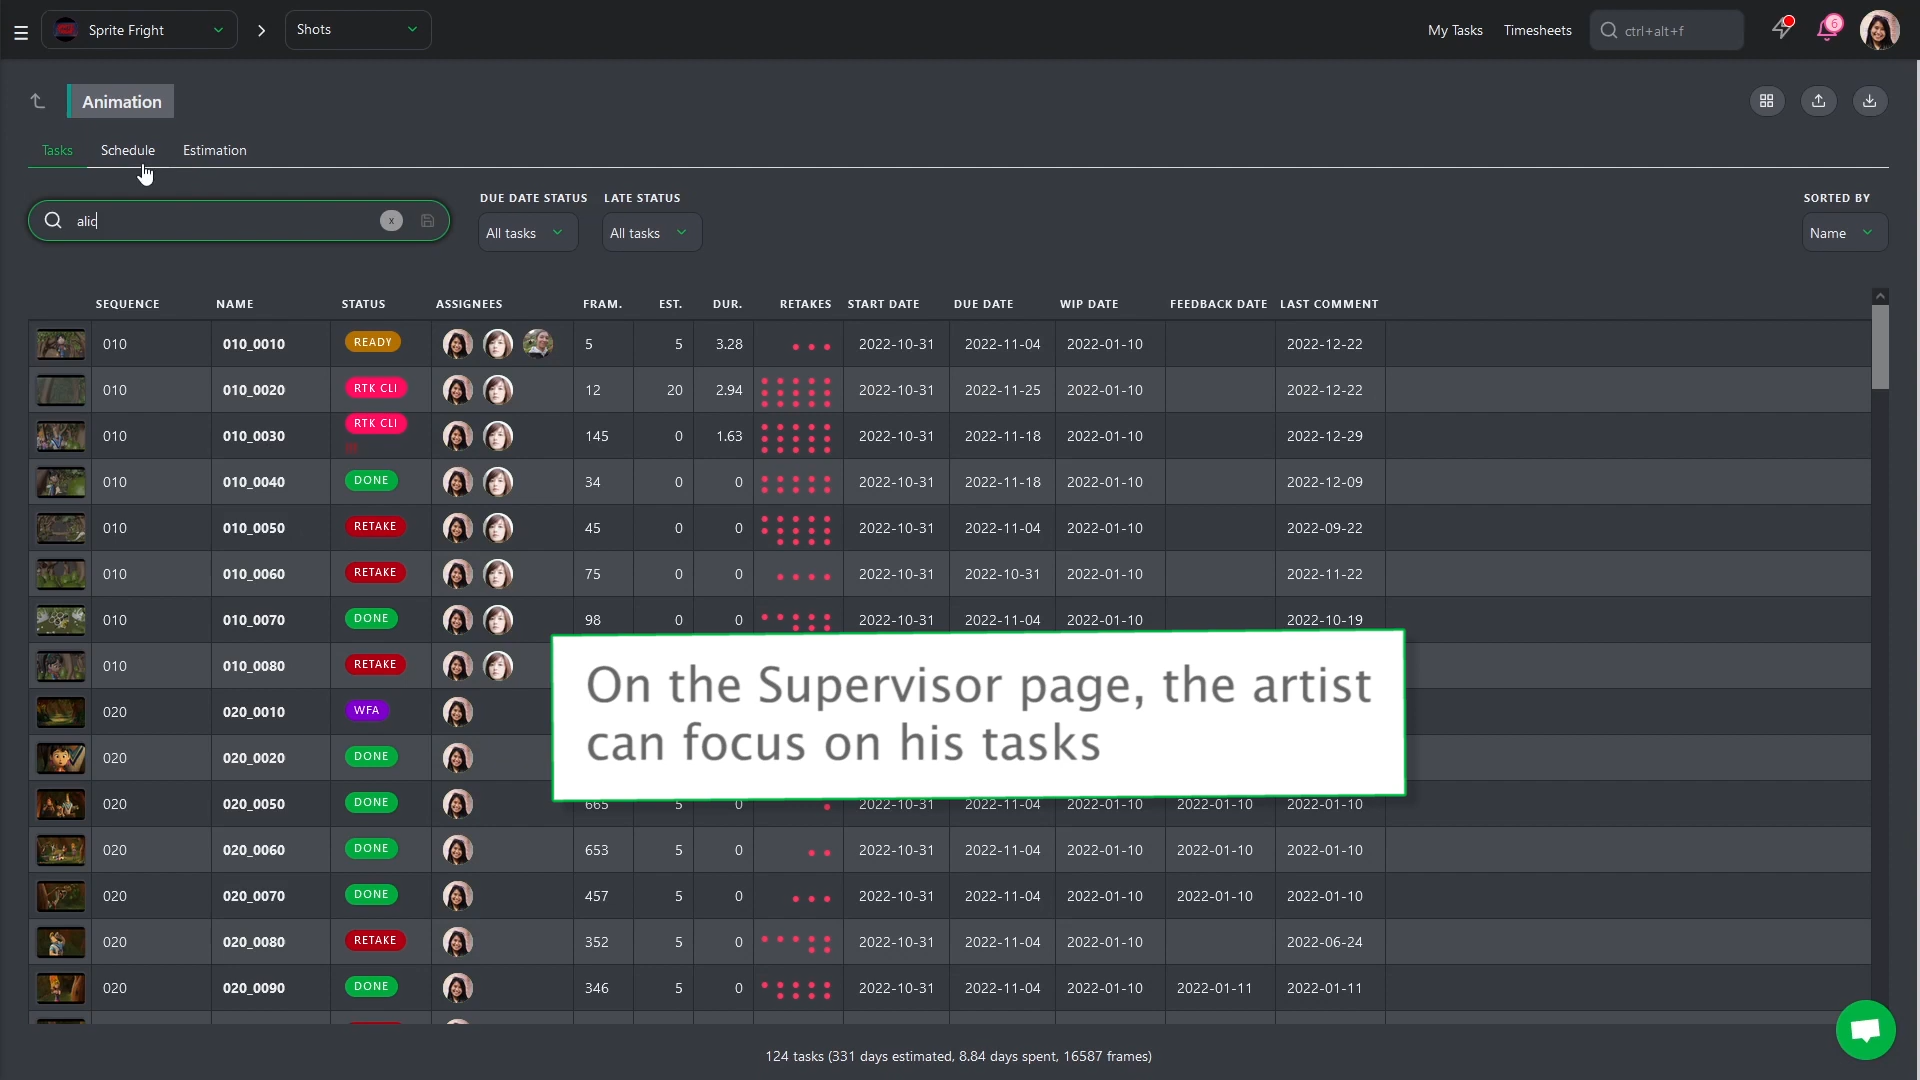 Sprite Fright
Shots
My Tasks
Timesheets
ctrl+alt+f
6
Animation
Tasks
Schedule
Estimation
alic
x
DUE DATE STATUS
All tasks
LATE STATUS
All tasks
SORTED BY
Name
SEQUENCE NAME STATUS ASSIGNEES FRAM. EST. DUR. RETAKES START DATE DUE DATE WIP DATE FEEDBACK DATE LAST COMMENT
010 010_0010 READY 5 5 3.28 2022-10-31 2022-11-04 2022-01-10 2022-12-22
010 010_0020 RTK CLI 12 20 2.94 2022-10-31 2022-11-25 2022-01-10 2022-12-22
010 010_0030 RTK CLI 145 0 1.63 2022-10-31 2022-11-18 2022-01-10 2022-12-29
010 010_0040 DONE 34 0 0 2022-10-31 2022-11-18 2022-01-10 2022-12-09
010 010_0050 RETAKE 45 0 0 2022-10-31 2022-11-04 2022-01-10 2022-09-22
010 010_0060 RETAKE 75 0 0 2022-10-31 2022-10-31 2022-01-10 2022-11-22
010 010_0070 DONE 98 0 0 2022-10-31 2022-11-04 2022-01-10 2022-10-19
010 010_0080 RETAKE
020 020_0010 WFA
020 020_0020 DONE
020 020_0050 DONE 665 5 0 2022-10-31 2022-11-04 2022-01-10 2022-01-10 2022-01-10
020 020_0060 DONE 653 5 0 2022-10-31 2022-11-04 2022-01-10 2022-01-10 2022-01-10
020 020_0070 DONE 457 5 0 2022-10-31 2022-11-04 2022-01-10 2022-01-10 2022-01-10
020 020_0080 RETAKE 352 5 0 2022-10-31 2022-11-04 2022-01-10 2022-06-24
020 020_0090 DONE 346 5 0 2022-10-31 2022-11-04 2022-01-10 2022-01-11 2022-01-11
On the Supervisor page, the artist
can focus on his tasks
124 tasks (331 days estimated, 8.84 days spent, 16587 frames)